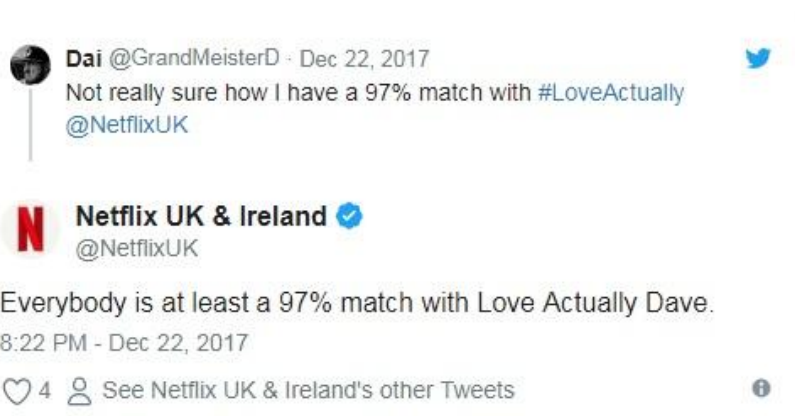 Dai @GrandMeisterD · Dec 22, 2017
Not really sure how I have a 97% match with #LoveActually
@NetflixUK
N
Netflix UK & Ireland
@NetflixUK
Everybody is at least a 97% match with Love Actually Dave.
8:22 PM - Dec 22, 2017
4 See Netflix UK & Ireland's other Tweets